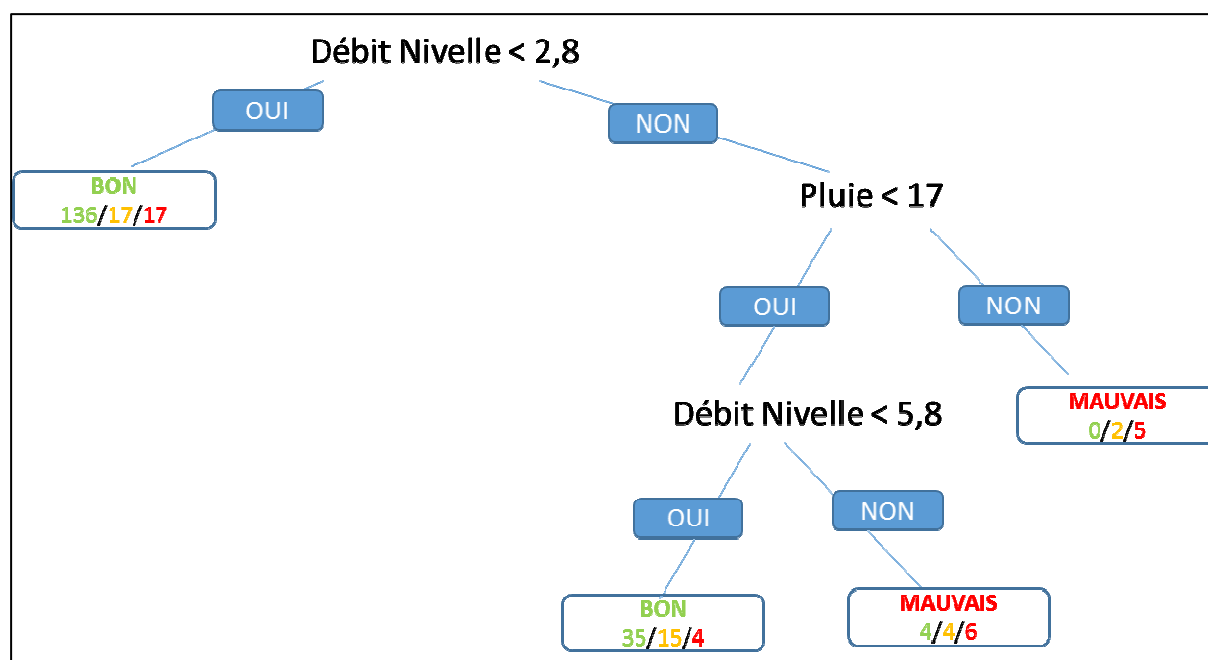 Débit Nivelle < 2,8
OUI
NON
BON
136/17/17
Pluie < 17
OUI
NON
Débit Nivelle < 5,8
MAUVAIS
0/2/5
OUI
NON
BON
35/15/4
MAUVAIS
4/4/6